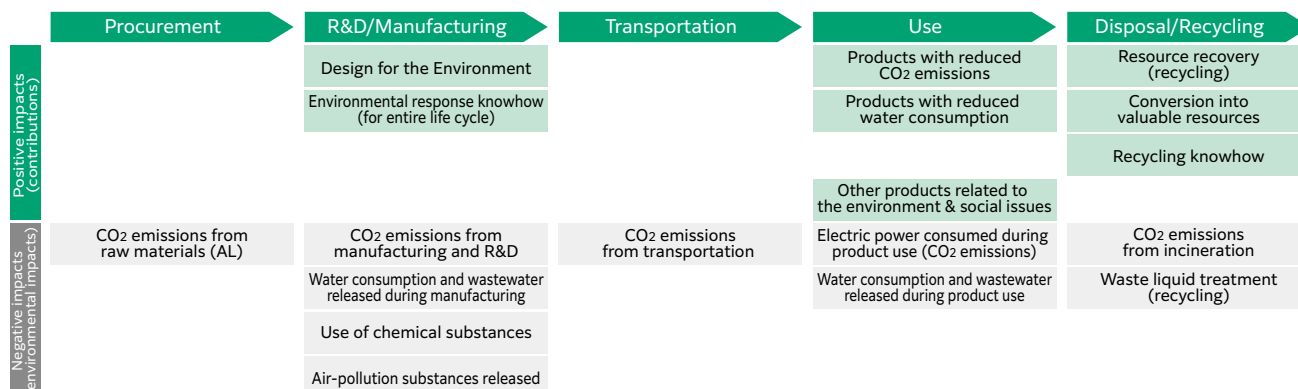 Procurement
R&D/Manufacturing
Transportation
Use
Disposal/Recycling
Positive impacts
(contributions)
Design for the Environment
Environmental response knowhow
(for entire life cycle)
Products with reduced
CO2 emissions
Products with reduced
water consumption
Other products related to
the environment & social issues
Resource recovery
(recycling)
Conversion into
valuable resources
Recycling knowhow
Negative impacts
environmental impacts)
CO2 emissions from
raw materials (AL)
CO2 emissions from
manufacturing and R&D
Water consumption and wastewater
released during manufacturing
Use of chemical substances
Air-pollution substances released
CO2 emissions
from transportation
Electric power consumed during
product use (CO2 emissions)
Water consumption and wastewater
released during product use
CO2 emissions
from incineration
Waste liquid treatment
(recycling)